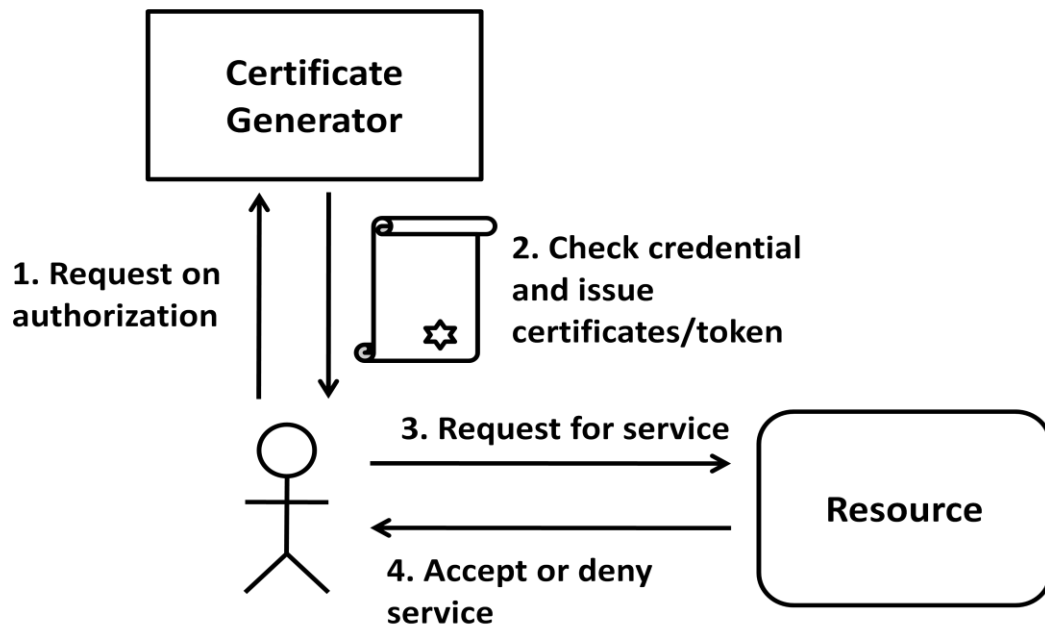 Certificate
Generator
1. Request on
authorization
2. Check credential
and issue
certificates/token
3. Request for service
Resource
4. Accept or deny
service